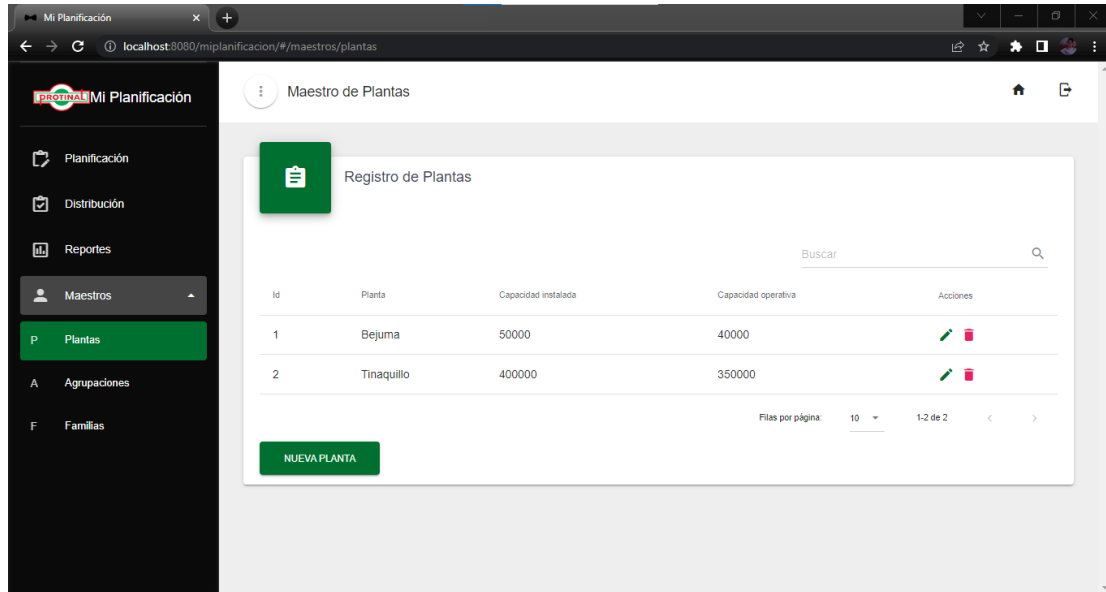 Mi Planificación
localhost:8080/miplanificacion/#/maestros/plantas
PROTINAL Mi Planificación
Maestro de Plantas
Planificación
Distribución
Reportes
Maestros
P Plantas
A Agrupaciones
F Familias
Registro de Plantas
Buscar
Id Planta Capacidad instalada Capacidad operativa Acciones
1 Bejuma 50000 40000
2 Tinaquillo 400000 350000
Filas por página: 10 1-2 de 2
NUEVA PLANTA